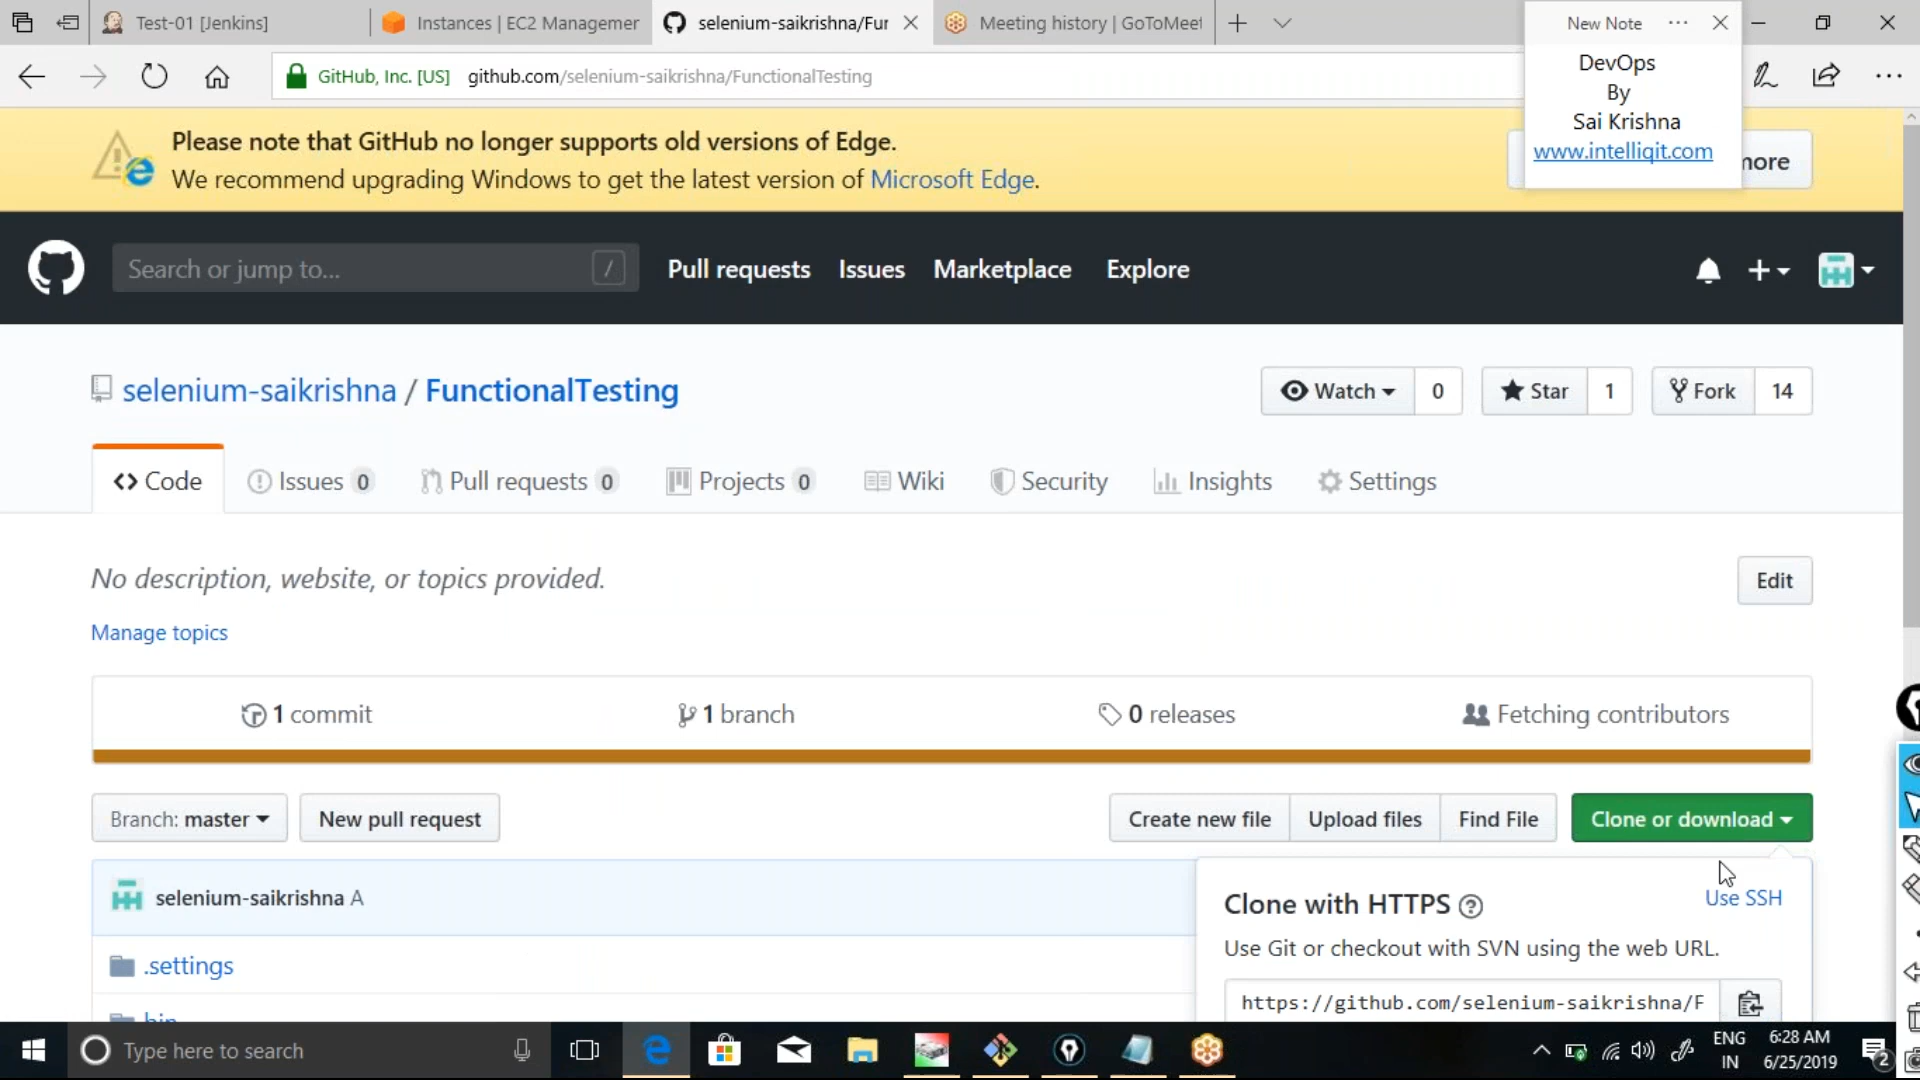 Test-01 [Jenkins]
Instances | EC2 Managemer
selenium-saikrishna/Fur
Meeting history | GoToMeet
New Note
DevOps
By
Sai Krishna
www.intelliqit.com
GitHub, Inc. [US]
github.com/selenium-saikrishna/FunctionalTesting
Please note that GitHub no longer supports old versions of Edge.
We recommend upgrading Windows to get the latest version of Microsoft Edge.
more
Search or jump to...
/
Pull requests
Issues
Marketplace
Explore
selenium-saikrishna / FunctionalTesting
Watch 0
Star 1
Fork 14
Code
Issues 0
Pull requests 0
Projects 0
Wiki
Security
Insights
Settings
No description, website, or topics provided.
Edit
Manage topics
1 commit
1 branch
0 releases
Fetching contributors
Branch: master
New pull request
Create new file
Upload files
Find File
Clone or download
selenium-saikrishna A
Clone with HTTPS
Use SSH
Use Git or checkout with SVN using the web URL.
.settings
https://github.com/selenium-saikrishna/F
bin
Type here to search
ENG
IN
6:28 AM
6/25/2019
2